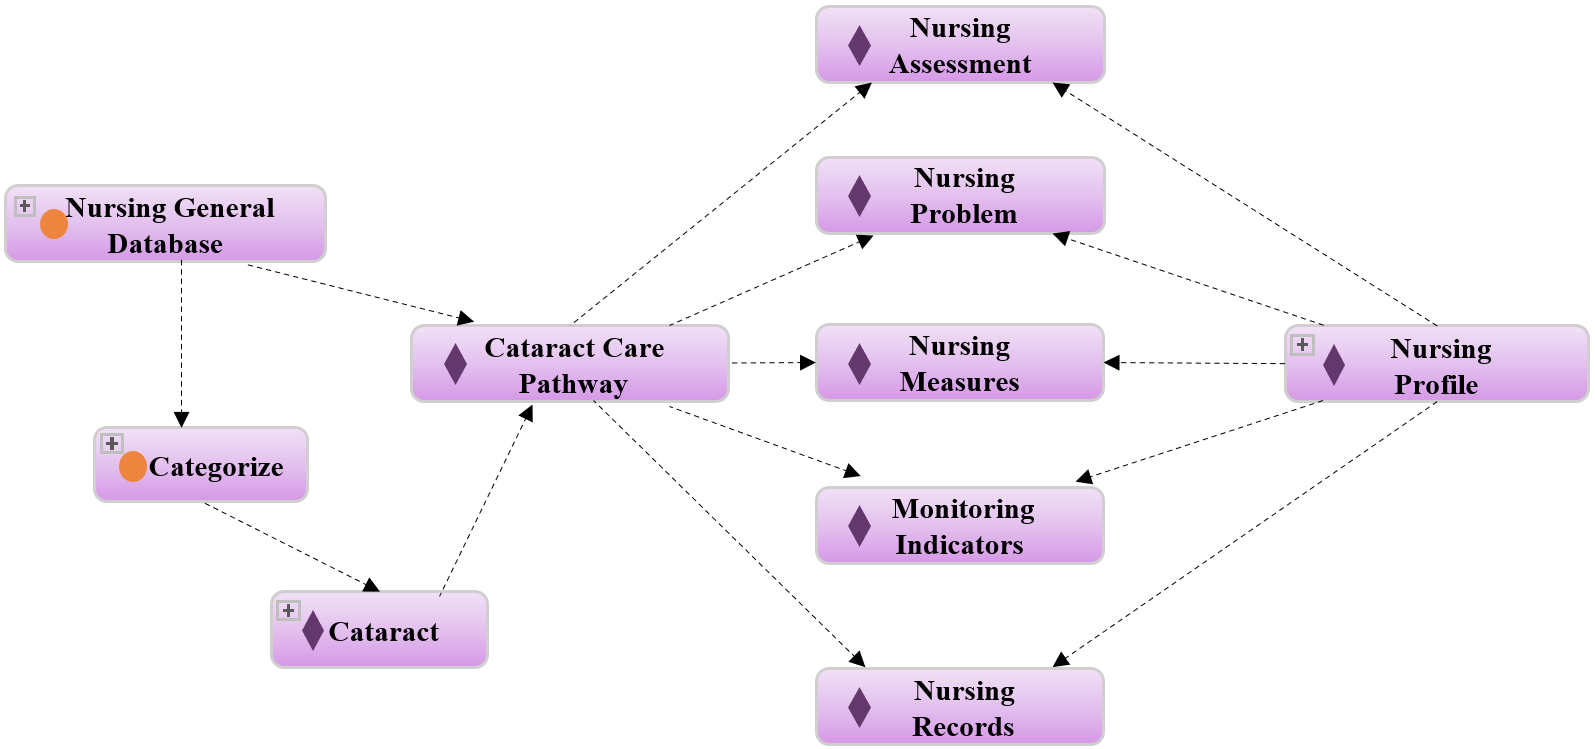 Nursing
Assessment
Nursing
Problem
Nursing General
Database
Cataract Care
Pathway
Nursing
Measures
Nursing
Profile
Categorize
Monitoring
Indicators
Cataract
Nursing
Records